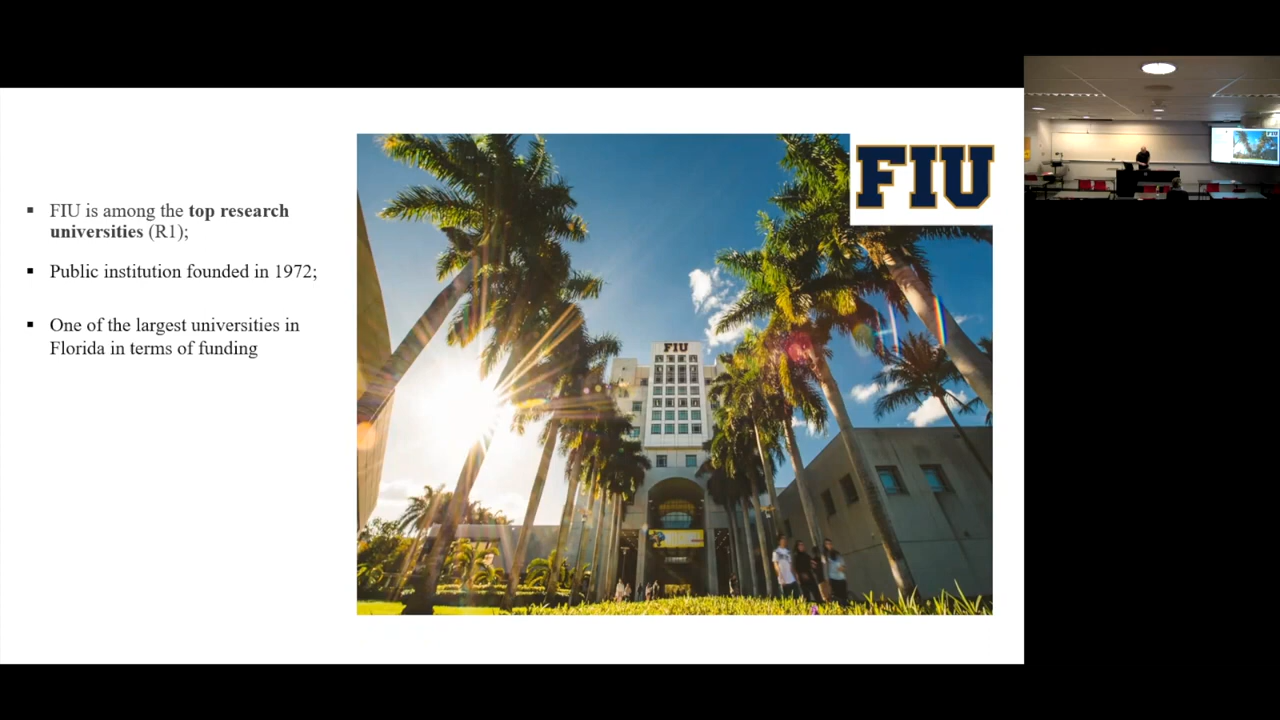 FIU is among the top research
universities (R1);
Public institution founded in 1972;
One of the largest universities in
Florida in terms of funding
FIU
FIU